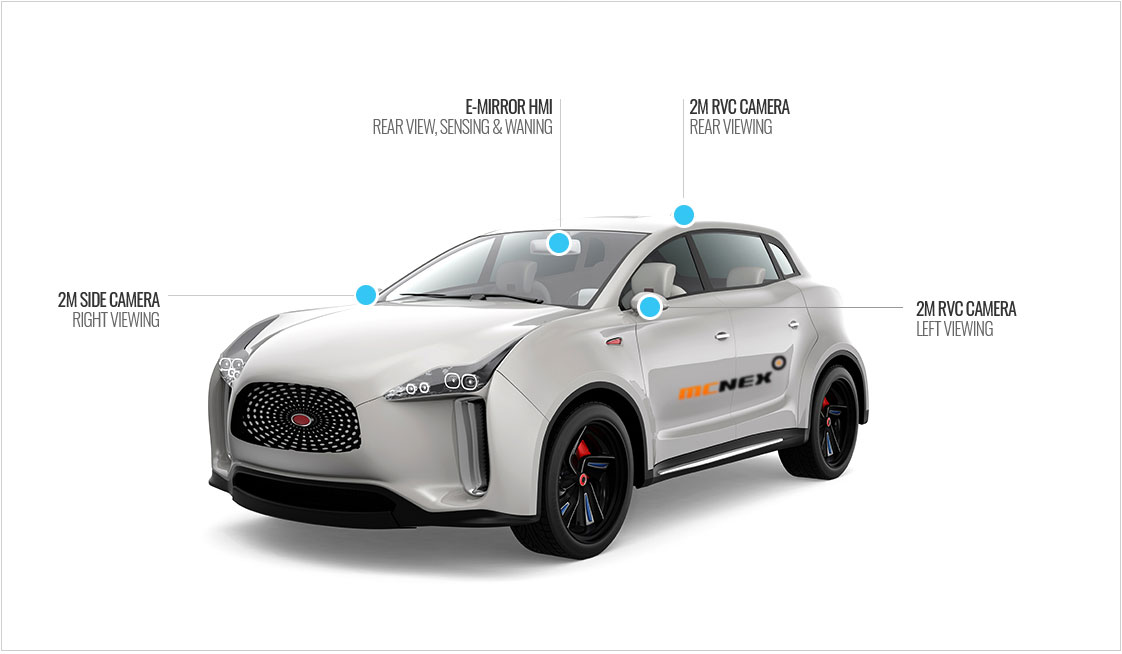 E-MIRROR HMI
REAR VIEW, SENSING & WANING
2M RVC CAMERA
REAR VIEWING
2M SIDE CAMERA
RIGHT VIEWING
2M RVC CAMERA
LEFT VIEWING
MCNEX